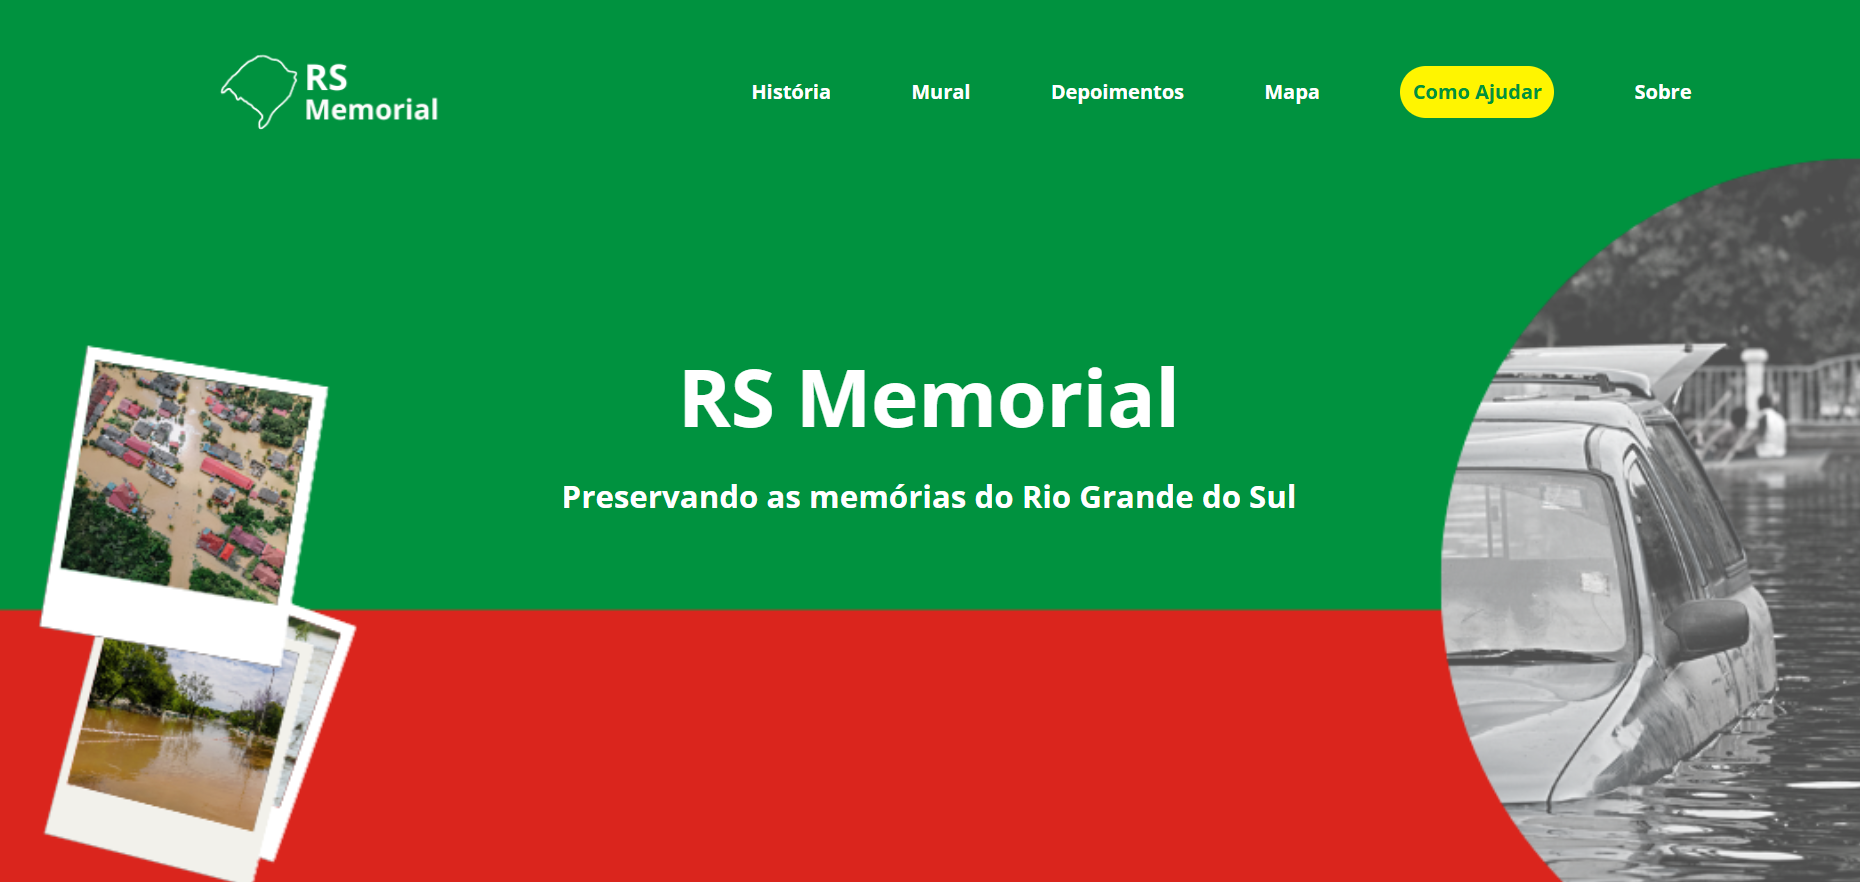 RS
Memorial
História
Mural
Depoimentos
Mapa
Como Ajudar
Sobre
RS Memorial
Preservando as memórias do Rio Grande do Sul